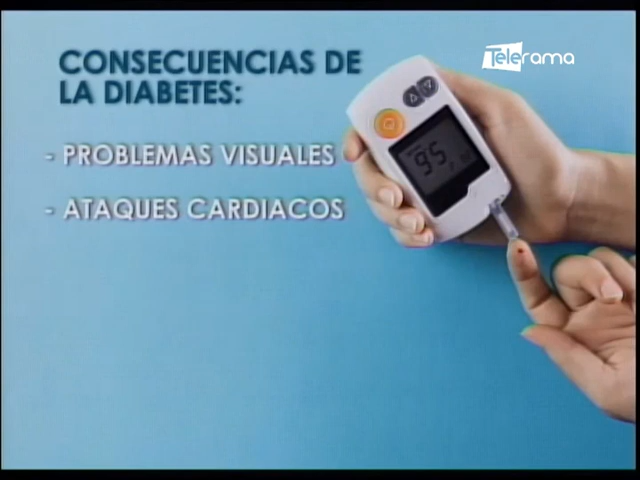 Telerama
CONSECUENCIAS DE
LA DIABETES:
- PROBLEMAS VISUALES
- ATAQUES CARDIACOS
95